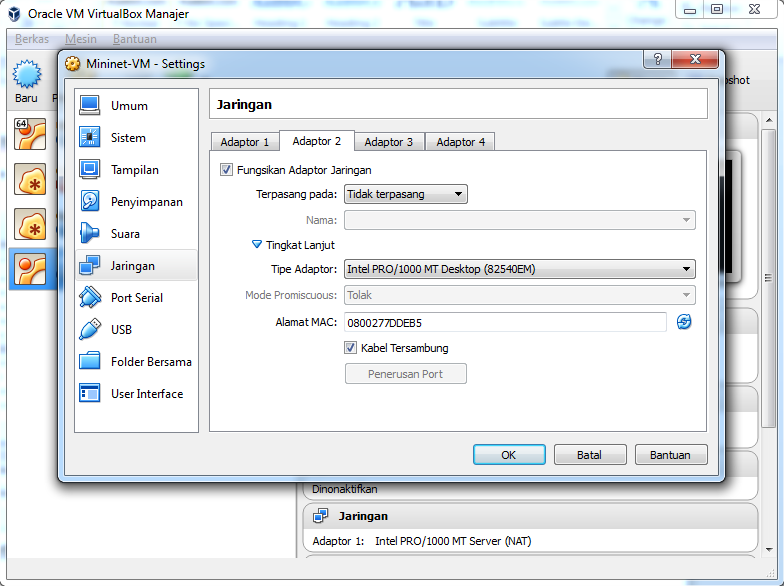 Oracle VM VirtualBox Manajer
Berkas Mesin Bantuan
Mininet-VM - Settings
Baru
Umum
Sistem
Tampilan
Penyimpanan
Suara
Jaringan
Port Serial
USB
Folder Bersama
User Interface
Jaringan
Adaptor 1 Adaptor 2 Adaptor 3 Adaptor 4
Fungsikan Adaptor Jaringan
Terpasang pada: Tidak terpasang
Nama:
Tingkat Lanjut
Tipe Adaptor: Intel PRO/1000 MT Desktop (82540EM)
Mode Promiscuous: Tolak
Alamat MAC: 0800277DDEB5
Kabel Tersambung
Penerusan Port
OK Batal Bantuan
64
Dinonaktifkan
Jaringan
Adaptor 1: Intel PRO/1000 MT Server (NAT)